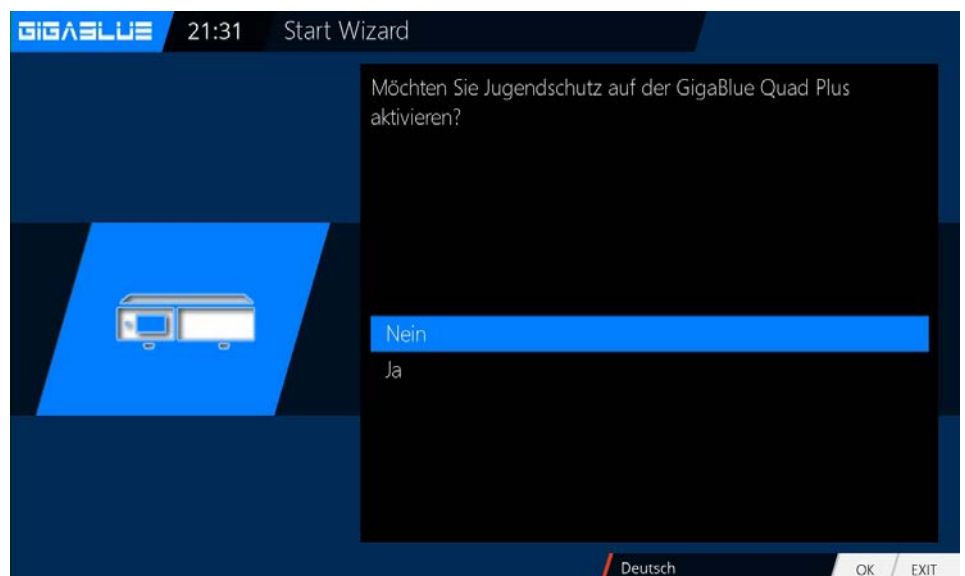 GIGABLUE 21:31 Start Wizard
Möchten Sie Jugendschutz auf der GigaBlue Quad Plus
aktivieren?
Nein
Ja
Deutsch OK EXIT